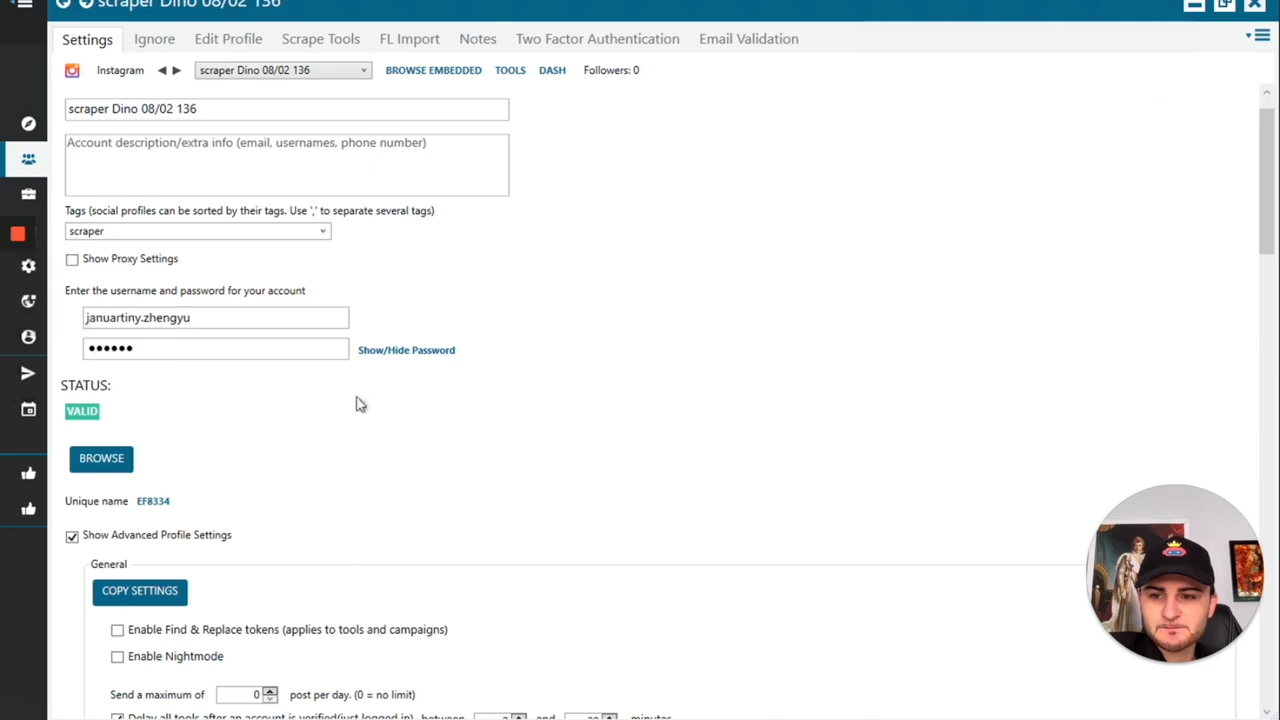 scraper Dino 08/02 136
Settings Ignore Edit Profile Scrape Tools FL Import Notes Two Factor Authentication Email Validation
Instagram scraper Dino 08/02 136 BROWSE EMBEDDED TOOLS DASH Followers: 0
scraper Dino 08/02 136
Account description/extra info (email, usernames, phone number)
Tags (social profiles can be sorted by their tags. Use ',' to separate several tags)
scraper
Show Proxy Settings
Enter the username and password for your account
januartiny.zhengyu
●●●●●● Show/Hide Password
STATUS:
VALID
BROWSE
Unique name EF8334
Show Advanced Profile Settings
General
COPY SETTINGS
Enable Find & Replace tokens (applies to tools and campaigns)
Enable Nightmode
Send a maximum of 0 post per day. (0 = no limit)
Delay all tools after an account is verified(just logged in) between and minutes